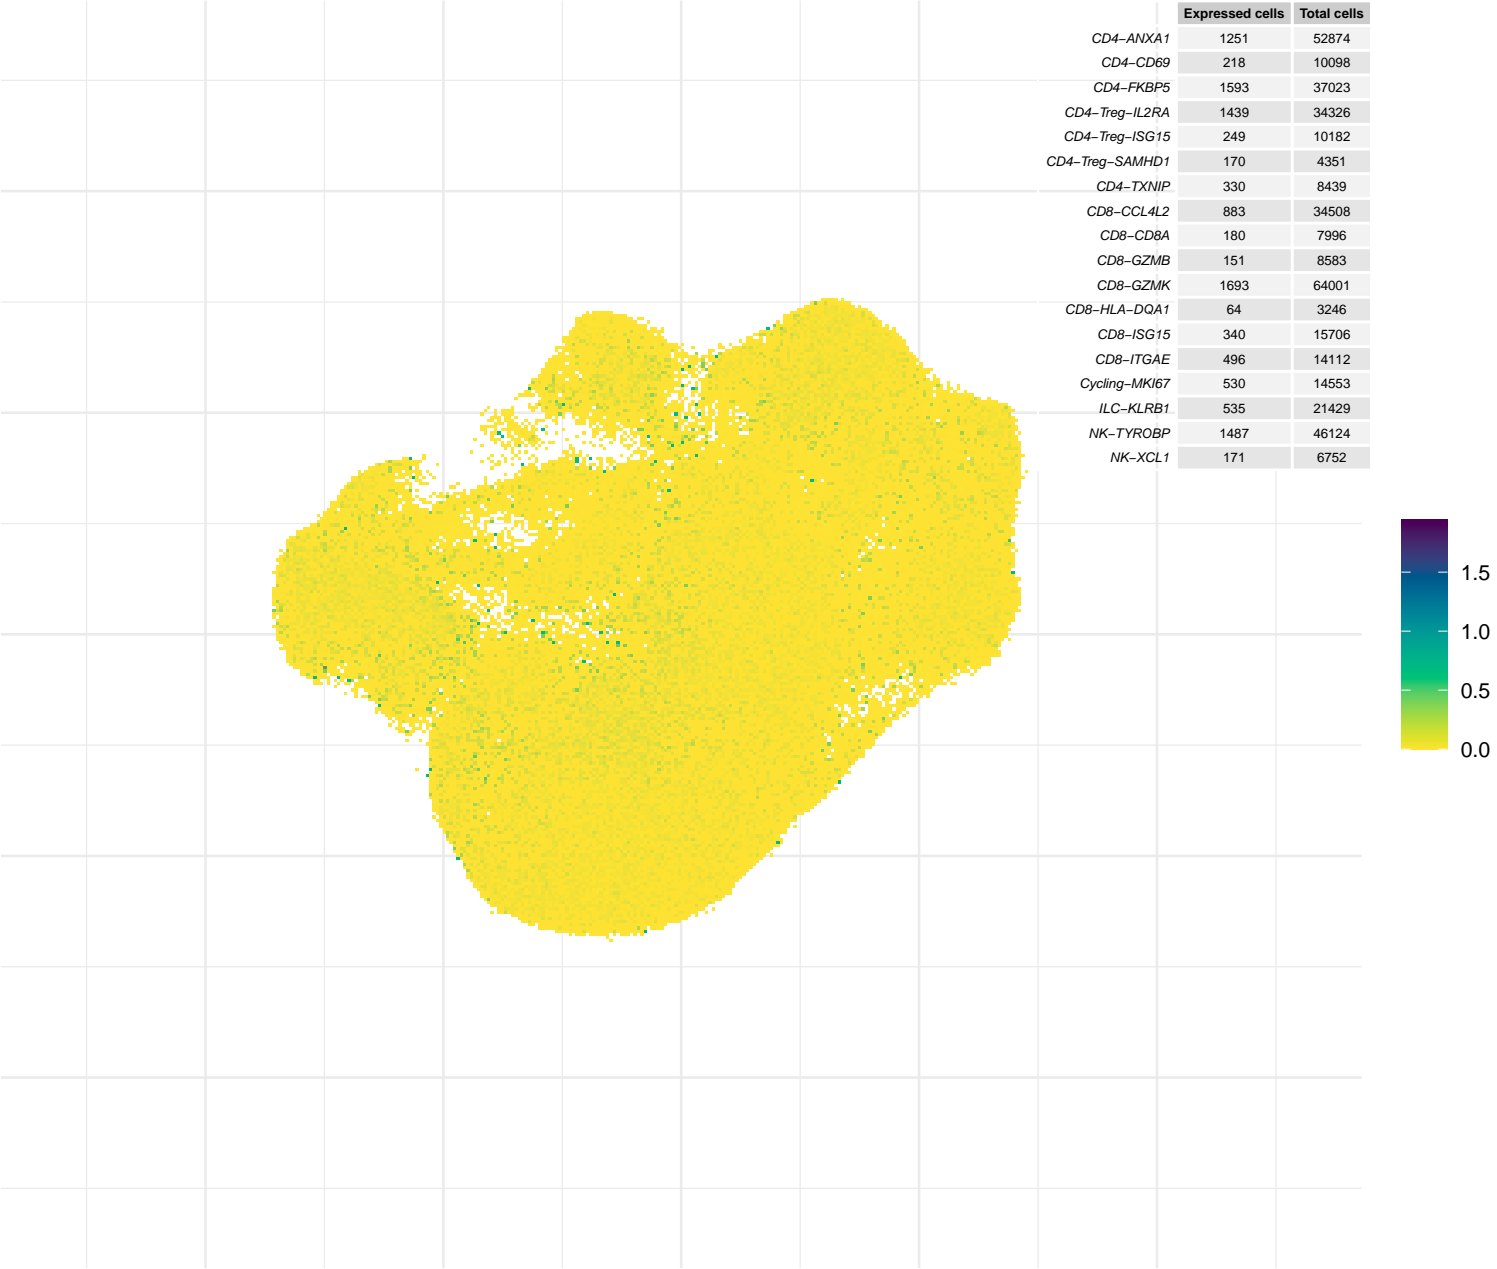 Expressed cells Total cells
CD4−ANXA1 1251 52874
CD4−CD69 218 10098
CD4−FKBP5 1593 37023
CD4−Treg−IL2RA 1439 34326
CD4−Treg−ISG15 249 10182
CD4−Treg−SAMHD1 170 4351
CD4−TXNIP 330 8439
CD8−CCL4L2 883 34508
CD8−CD8A 180 7996
CD8−GZMB 151 8583
CD8−GZMK 1693 64001
CD8−HLA−DQA1 64 3246
CD8−ISG15 340 15706
CD8−ITGAE 496 14112
Cycling−MKI67 530 14553
ILC−KLRB1 535 21429
NK−TYROBP 1487 46124
NK−XCL1 171 6752
1.5
1.0
0.5
0.0